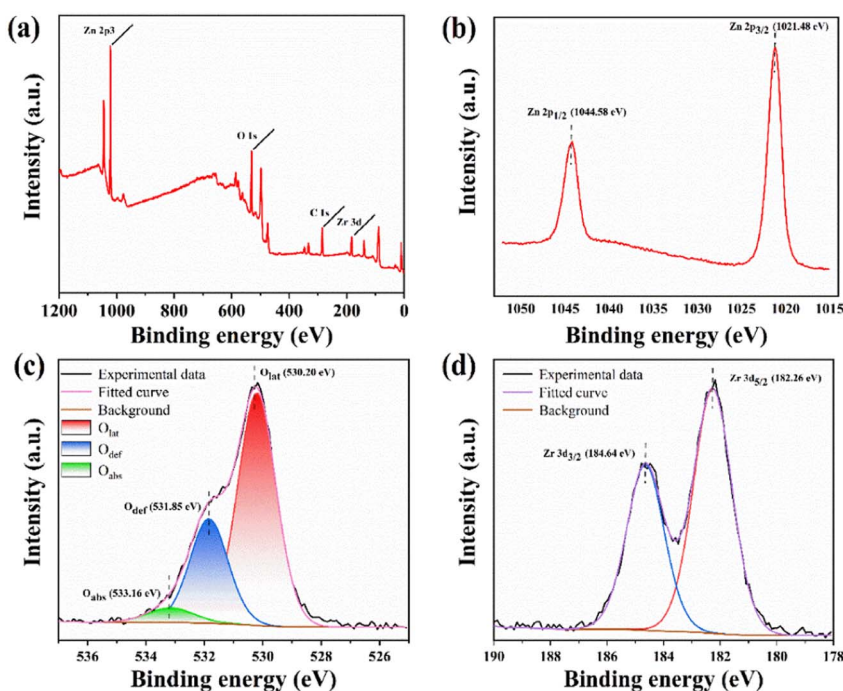 (a)
Zn 2p3
O 1s
C 1s
Zr 3d
Intensity (a.u.)
1200 1000 800 600 400 200 0
Binding energy (eV)
(b)
Zn 2p3/2 (1021.48 eV)
Zn 2p1/2 (1044.58 eV)
Intensity (a.u.)
1050 1045 1040 1035 1030 1025 1020 1015
Binding energy (eV)
(c)
Experimental data
Fitted curve
Background
Olat
Odef
Oabs
Olat (530.20 eV)
Odef (531.85 eV)
Oabs (533.16 eV)
Intensity (a.u.)
536 534 532 530 528 526
Binding energy (eV)
(d)
Experimental data
Fitted curve
Background
Zr 3d5/2 (182.26 eV)
Zr 3d3/2 (184.64 eV)
Intensity (a.u.)
190 188 186 184 182 180 178
Binding energy (eV)